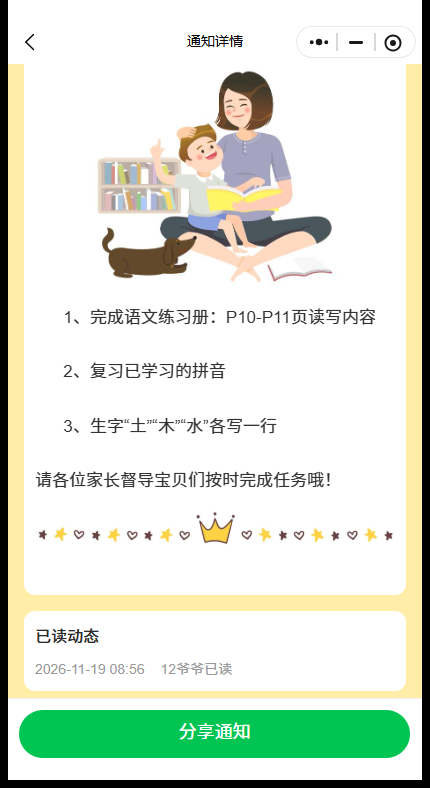 通知详情
1、完成语文练习册：P10-P11页读写内容
2、复习已学习的拼音
3、生字“土”“木”“水”各写一行
请各位家长督导宝贝们按时完成任务哦！
已读动态
2026-11-19 08:56 12爷爷已读
分享通知